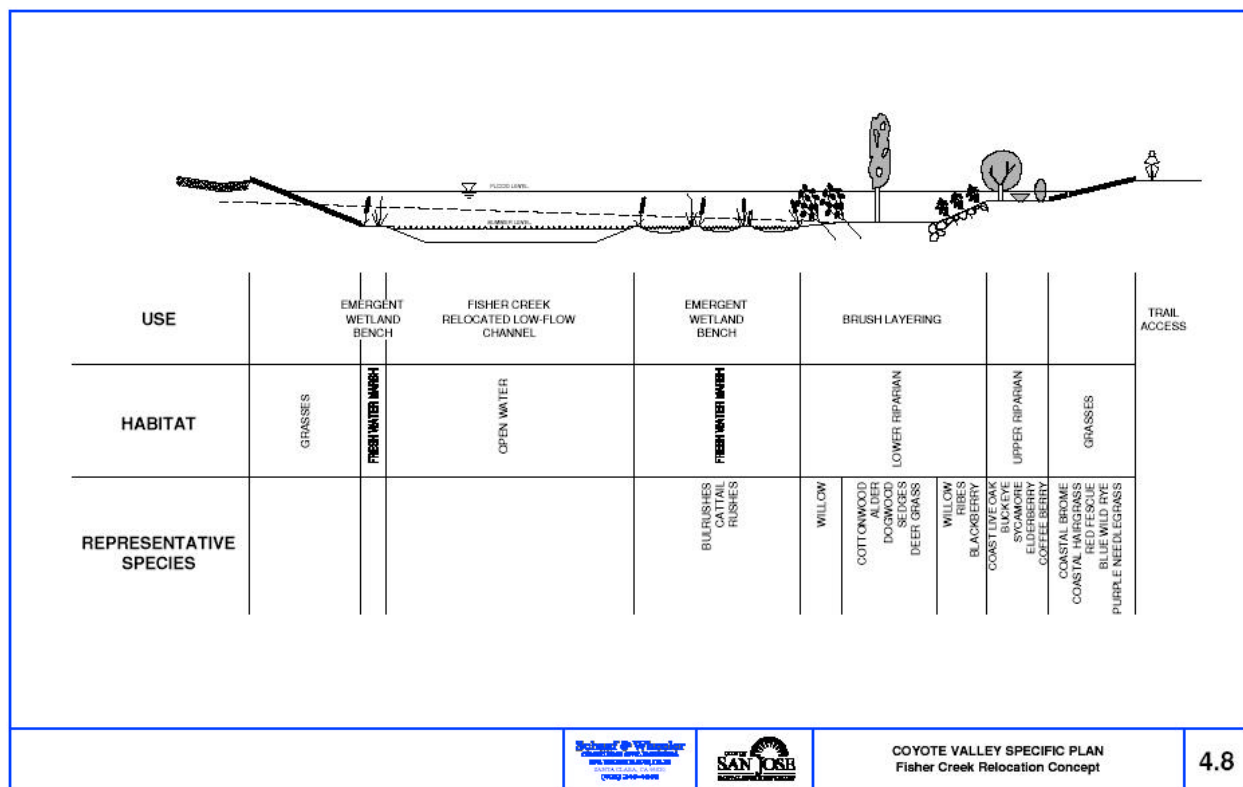 FLOOD LEVEL
SUMMER LEVEL
USE
EMERGENT
WETLAND
BENCH
FISHER CREEK
RELOCATED LOW-FLOW
CHANNEL
EMERGENT
WETLAND
BENCH
BRUSH LAYERING
TRAIL
ACCESS
HABITAT
GRASSES
FRESH WATER MARSH
OPEN WATER
FRESH WATER MARSH
LOWER RIPARIAN
UPPER RIPARIAN
GRASSES
REPRESENTATIVE
SPECIES
BULRUSHES
CATTAIL
RUSHES
WILLOW
COTTONWOOD
ALDER
DOGWOOD
SEDGES
DEER GRASS
WILLOW
RIBES
BLACKBERRY
COAST LIVE OAK
BUCKEYE
SYCAMORE
ELDERBERRY
COFFEE BERRY
COASTAL BROME
COASTAL HAIRGRASS
RED FESCUE
BLUE WILD RYE
PURPLE NEEDLEGRASS
Schaaf & Wheeler
CITY OF
SAN JOSE
COYOTE VALLEY SPECIFIC PLAN
Fisher Creek Relocation Concept
4.8